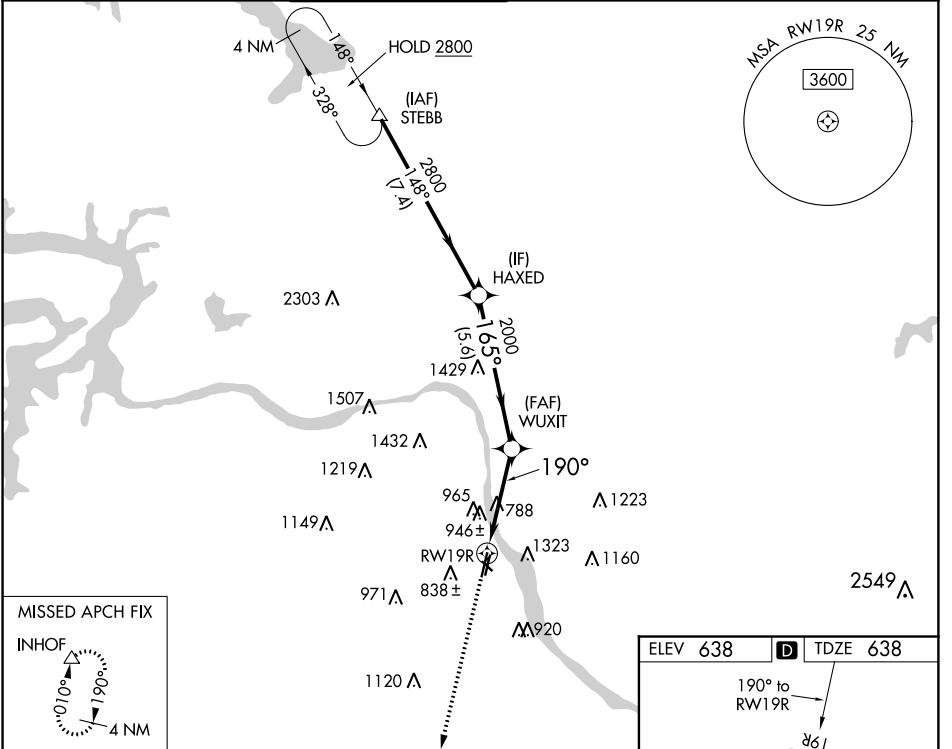 4 NM
148°
328°
HOLD 2800
(IAF)
STEBB
2800
148°
(7.4)
MSA RW19R 25 NM
3600
(IF)
HAXED
2303
2000
165°
(5.6)
1429
1507
(FAF)
WUXIT
1432
190°
1219
965
788
1223
946±
1149
RW19R
1323
1160
838±
971
2549
920
1120
MISSED APCH FIX
INHOF
010°
190°
4 NM
ELEV 638 D TDZE 638
190° to
RW19R
19R